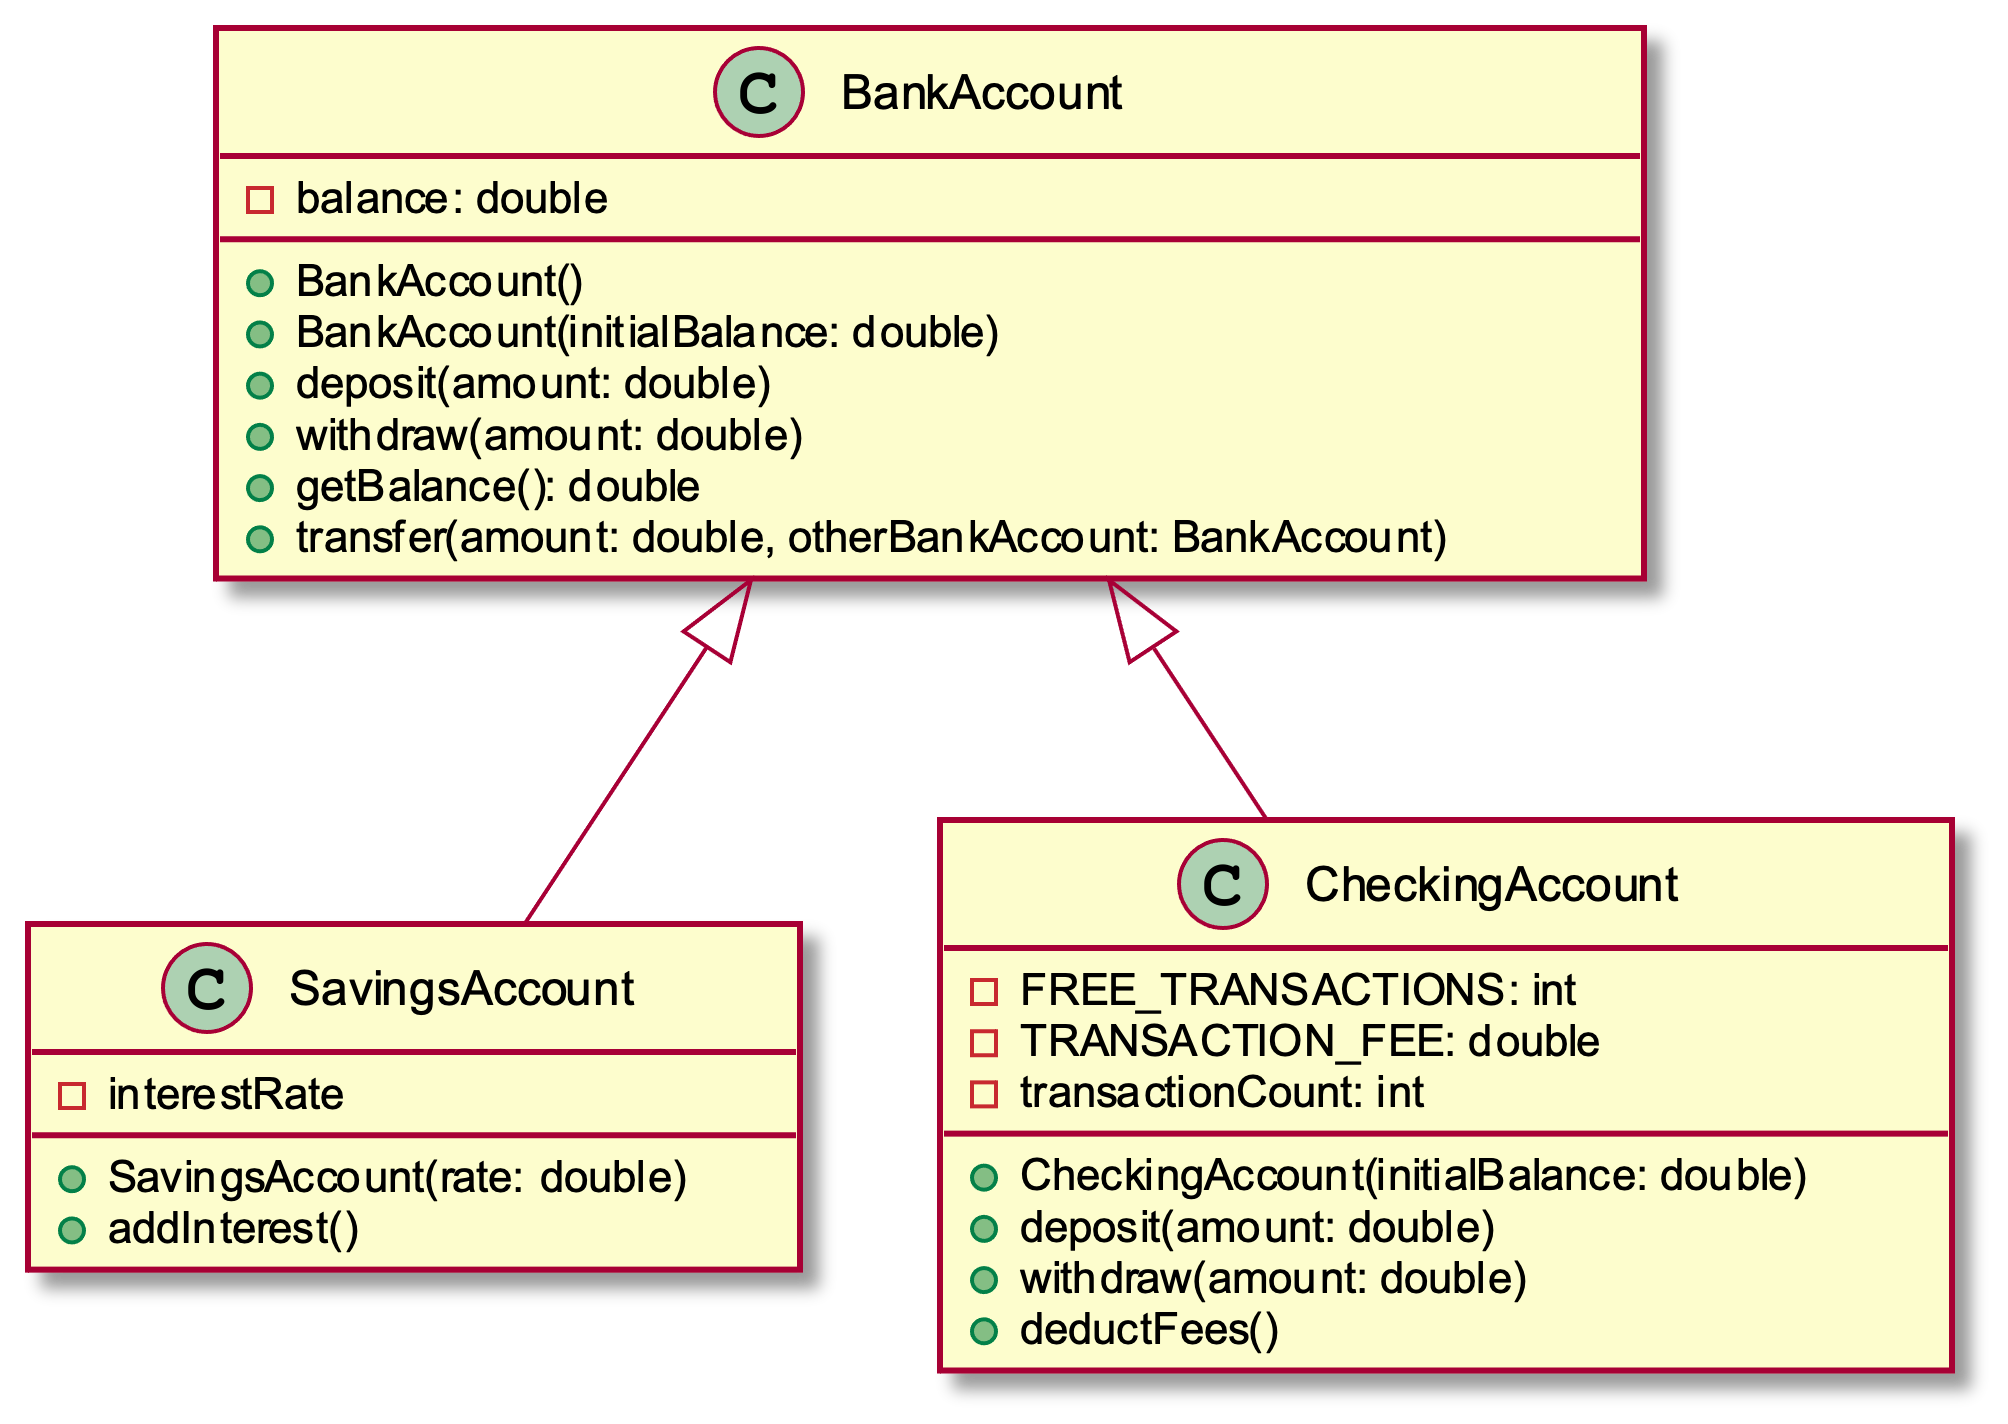 C BankAccount
balance: double
BankAccount()
BankAccount(initialBalance: double)
deposit(amount: double)
withdraw(amount: double)
getBalance(): double
transfer(amount: double, otherBankAccount: BankAccount)
C SavingsAccount
interestRate
SavingsAccount(rate: double)
addInterest()
C CheckingAccount
FREE_TRANSACTIONS: int
TRANSACTION_FEE: double
transactionCount: int
CheckingAccount(initialBalance: double)
deposit(amount: double)
withdraw(amount: double)
deductFees()